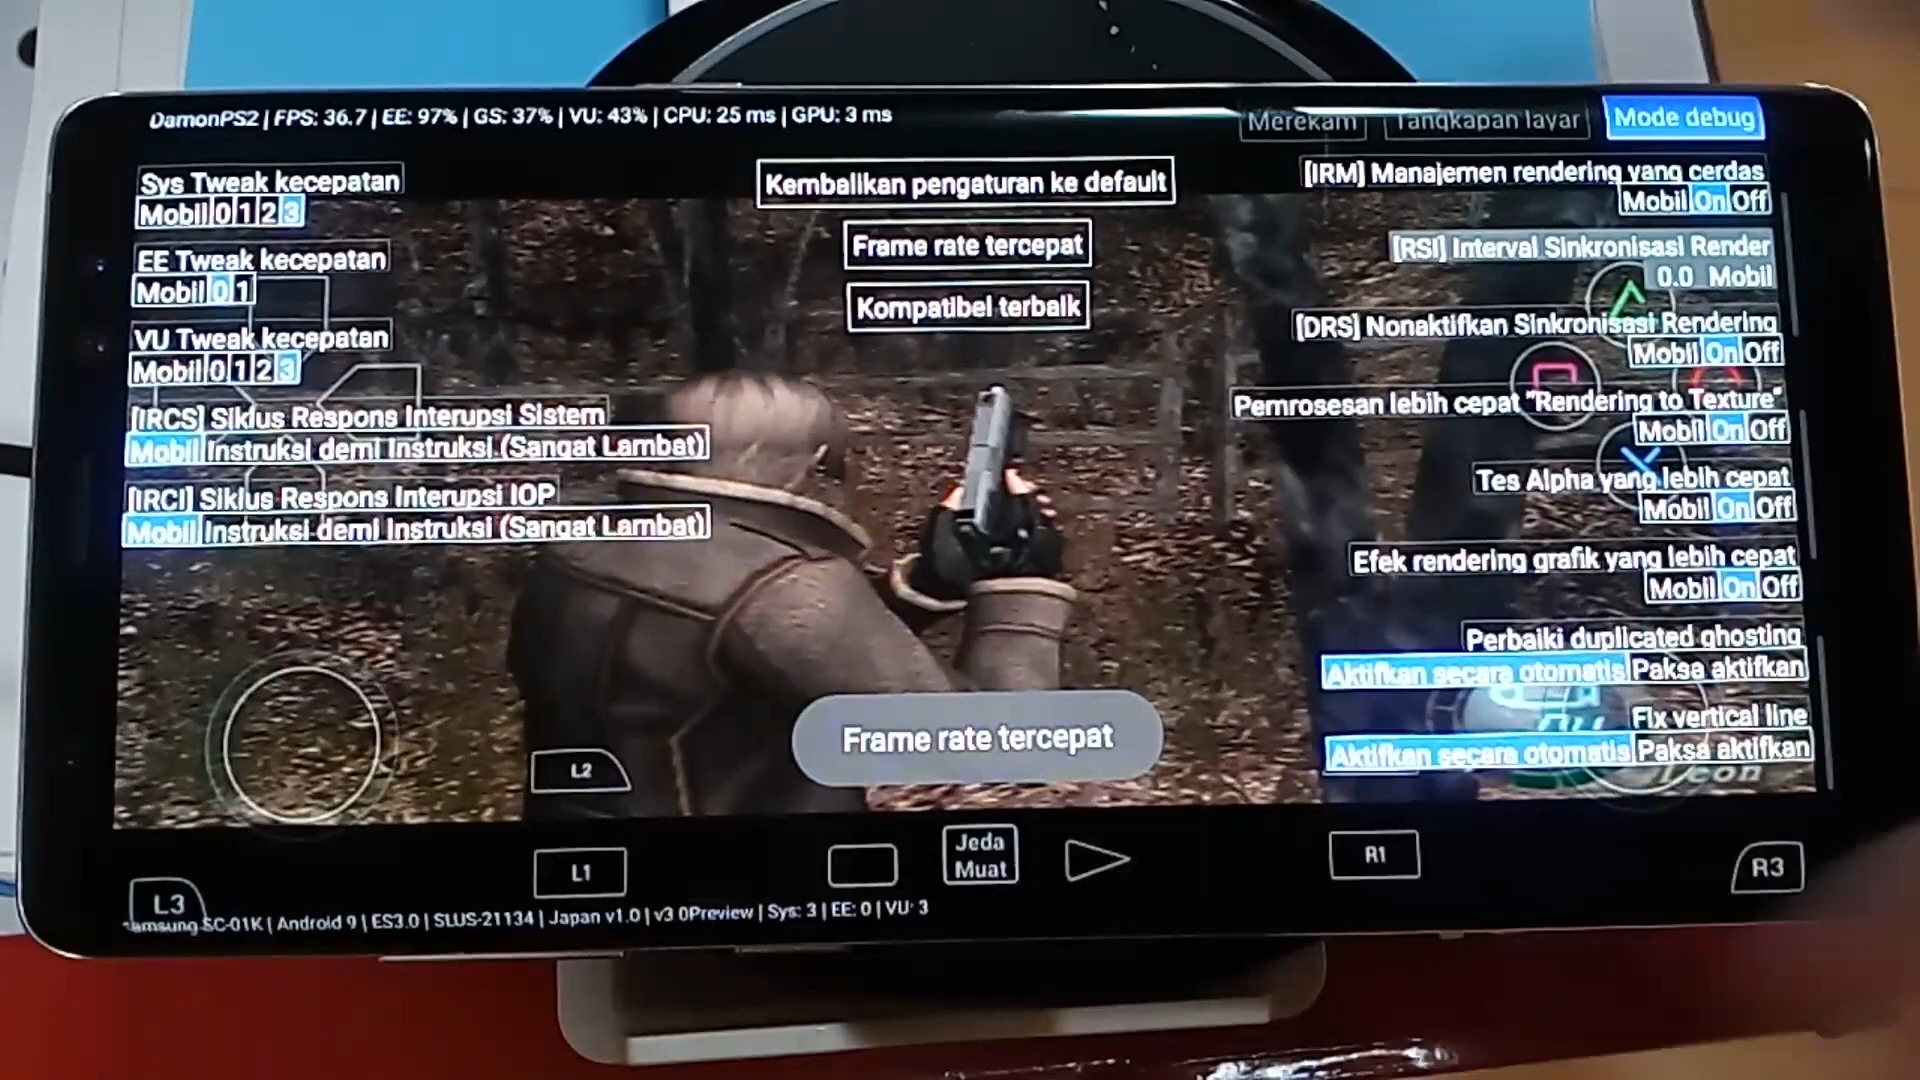 DamonPS2 | FPS: 36.7 | EE: 97% | GS: 37% | VU: 43% | CPU: 25 ms | GPU: 3 ms
Merekam
Tangkapan layar
Mode debug
Sys Tweak kecepatan
Mobil 0 1 2 3
EE Tweak kecepatan
Mobil 0 1
VU Tweak kecepatan
Mobil 0 1 2 3
[IRCS] Siklus Respons Interupsi Sistem
Mobil Instruksi demi Instruksi (Sangat Lambat)
[IRCI] Siklus Respons Interupsi IOP
Mobil Instruksi demi Instruksi (Sangat Lambat)
Kembalikan pengaturan ke default
Frame rate tercepat
Kompatibel terbaik
[IRM] Manajemen rendering yang cerdas
Mobil On Off
[RSI] Interval Sinkronisasi Render
0.0 Mobil
[DRS] Nonaktifkan Sinkronisasi Rendering
Mobil On Off
Pemrosesan lebih cepat "Rendering to Texture"
Mobil On Off
Tes Alpha yang lebih cepat
Mobil On Off
Efek rendering grafik yang lebih cepat
Mobil On Off
Perbaiki duplicated ghosting
Aktifkan secara otomatis Paksa aktifkan
Fix vertical line
Aktifkan secara otomatis Paksa aktifkan
Frame rate tercepat
L2
L1
Jeda
Muat
R1
L3
R3
Samsung SC-01K | Android 9 | ES3.0 | SLUS-21134 | Japan v1.0 | v3 0Preview | Sys: 3 | EE: 0 | VU: 3